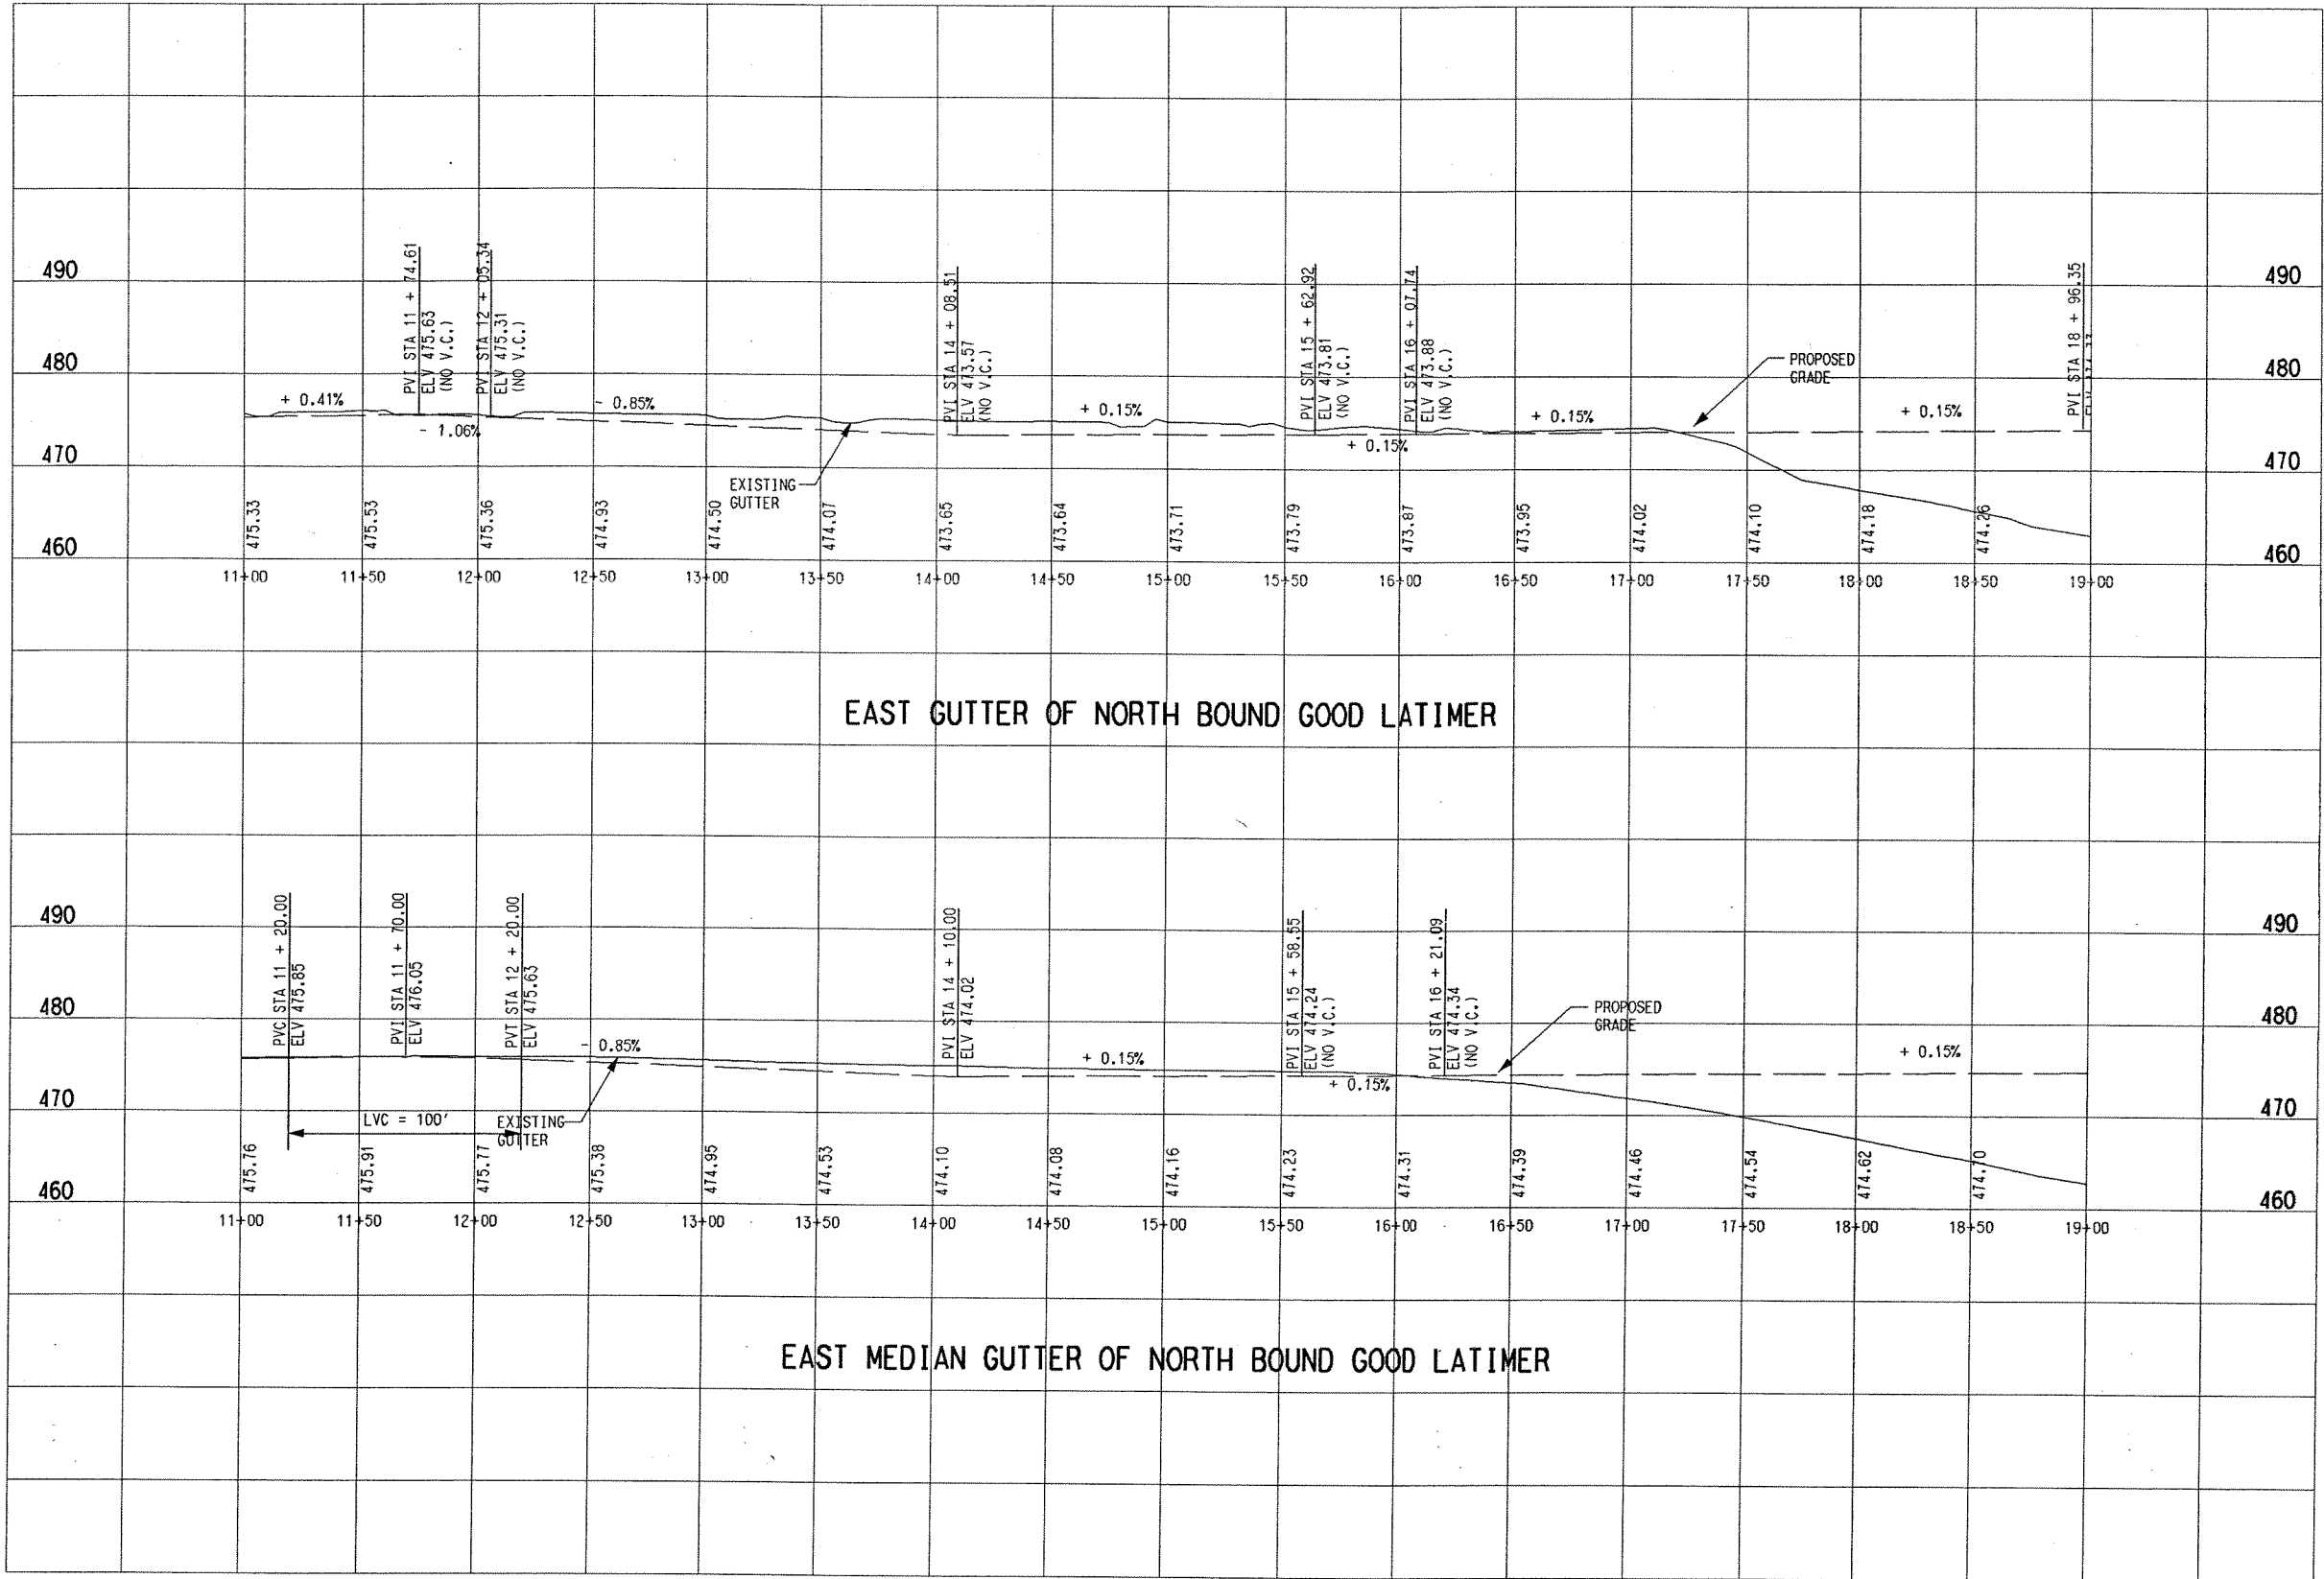 PVI STA 11 + 74.61
ELV 475.63
(NO V.C.)
PVI STA 12 + 05.34
ELV 475.31
(NO V.C.)
PVI STA 14 + 08.51
ELV 473.57
(NO V.C.)
PVI STA 15 + 62.92
ELV 473.81
(NO V.C.)
PVI STA 16 + 07.74
ELV 473.88
(NO V.C.)
PVI STA 18 + 96.35
490
490
480
480
470
470
460
460
+ 0.41%
- 1.06%
- 0.85%
+ 0.15%
+ 0.15%
+ 0.15%
+ 0.15%
PROPOSED
GRADE
EXISTING
GUTTER
475.33
475.53
475.36
474.93
474.50
474.07
473.65
473.64
473.71
473.79
473.87
473.95
474.02
474.10
474.18
474.26
11+00
11+50
12+00
12+50
13+00
13+50
14+00
14+50
15+00
15+50
16+00
16+50
17+00
17+50
18+00
18+50
19+00
EAST GUTTER OF NORTH BOUND GOOD LATIMER
PVC STA 11 + 20.00
ELV 475.85
PVI STA 11 + 70.00
ELV 476.05
PVT STA 12 + 20.00
ELV 475.63
PVI STA 14 + 10.00
ELV 474.02
PVI STA 15 + 58.55
ELV 474.24
(NO V.C.)
PVI STA 16 + 21.09
ELV 474.34
(NO V.C.)
490
490
480
480
470
470
460
460
- 0.85%
+ 0.15%
+ 0.15%
+ 0.15%
PROPOSED
GRADE
LVC = 100'
EXISTING
GUTTER
475.76
475.91
475.77
475.38
474.95
474.53
474.10
474.08
474.16
474.23
474.31
474.39
474.46
474.54
474.62
474.70
11+00
11+50
12+00
12+50
13+00
13+50
14+00
14+50
15+00
15+50
16+00
16+50
17+00
17+50
18+00
18+50
19+00
EAST MEDIAN GUTTER OF NORTH BOUND GOOD LATIMER